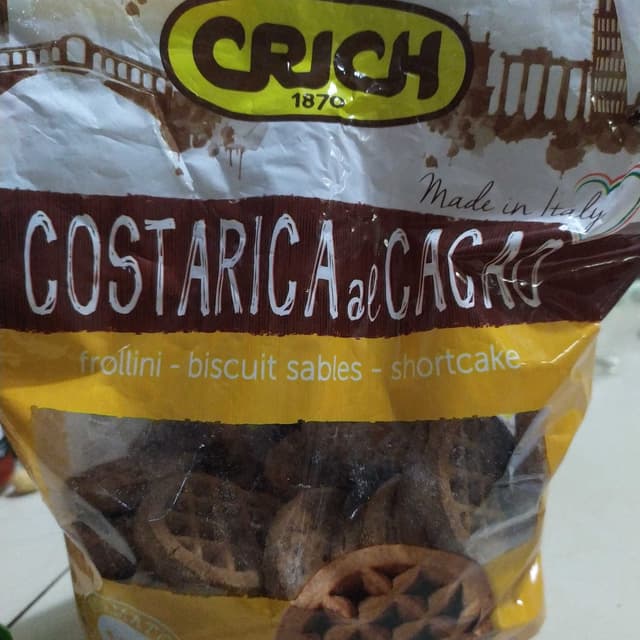 CRICH
1870
Made in Italy
COSTARICA al CACAO
frollini - biscuit sables - shortcake